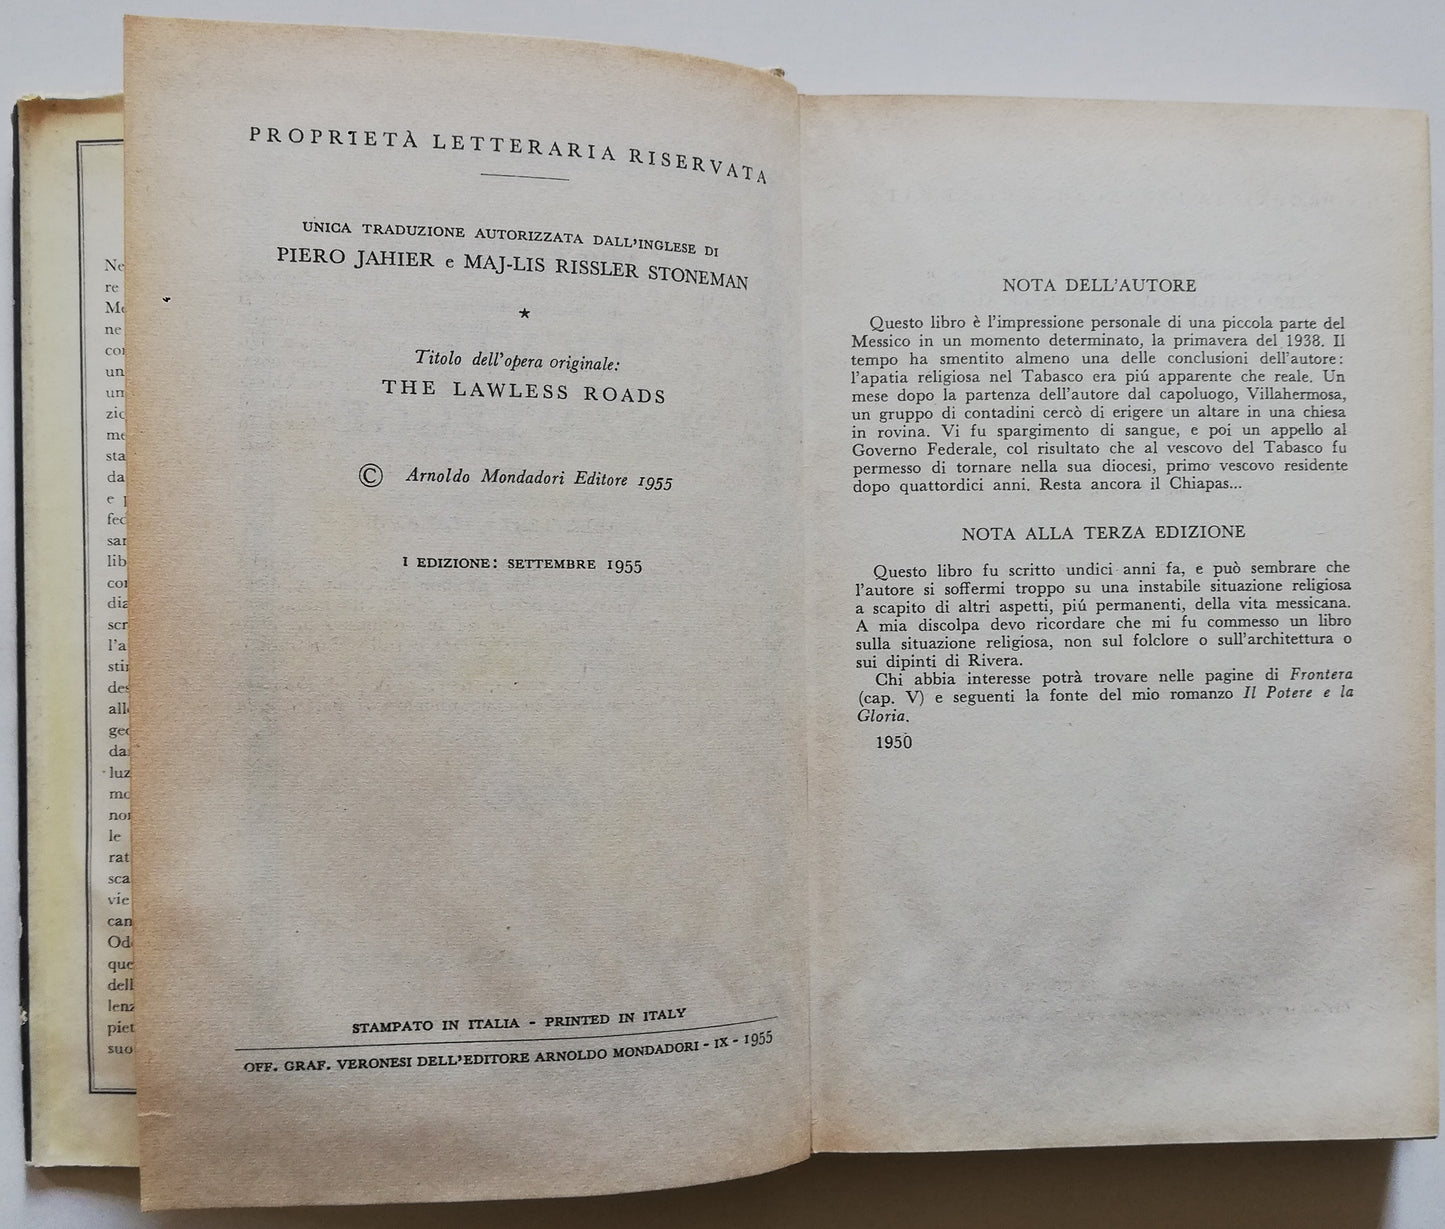 PROPRIETÀ LETTERARIA RISERVATA
UNICA TRADUZIONE AUTORIZZATA DALL'INGLESE DI
PIERO JAHIER e MAJ-LIS RISSLER STONEMAN
★
Titolo dell'opera originale:
THE LAWLESS ROADS
© Arnoldo Mondadori Editore 1955
I EDIZIONE: SETTEMBRE 1955
STAMPATO IN ITALIA - PRINTED IN ITALY
OFF. GRAF. VERONESI DELL'EDITORE ARNOLDO MONDADORI - IX - 1955
NOTA DELL'AUTORE
Questo libro è l'impressione personale di una piccola parte del
Messico in un momento determinato, la primavera del 1938. Il
tempo ha smentito almeno una delle conclusioni dell'autore:
l'apatia religiosa nel Tabasco era piú apparente che reale. Un
mese dopo la partenza dell'autore dal capoluogo, Villahermosa,
un gruppo di contadini cercò di erigere un altare in una chiesa
in rovina. Vi fu spargimento di sangue, e poi un appello al
Governo Federale, col risultato che al vescovo del Tabasco fu
permesso di tornare nella sua diocesi, primo vescovo residente
dopo quattordici anni. Resta ancora il Chiapas...
NOTA ALLA TERZA EDIZIONE
Questo libro fu scritto undici anni fa, e può sembrare che
l'autore si soffermi troppo su una instabile situazione religiosa
a scapito di altri aspetti, piú permanenti, della vita messicana.
A mia discolpa devo ricordare che mi fu commesso un libro
sulla situazione religiosa, non sul folclore o sull'architettura o
sui dipinti di Rivera.
Chi abbia interesse potrà trovare nelle pagine di Frontera
(cap. V) e seguenti la fonte del mio romanzo Il Potere e la
Gloria.
1950